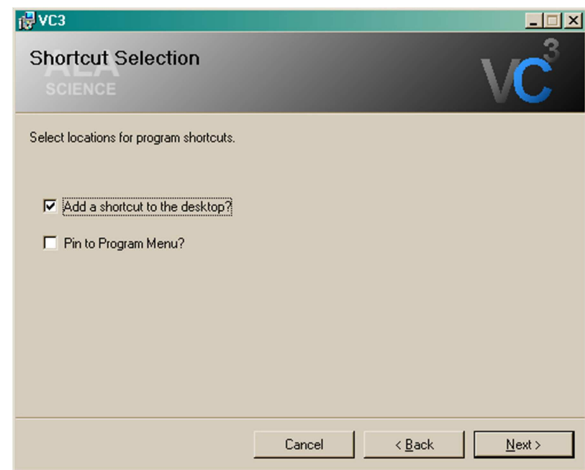 VC3
Shortcut Selection
ALA
SCIENCE
VC3
Select locations for program shortcuts.
Add a shortcut to the desktop?
Pin to Program Menu?
Cancel
< Back
Next >